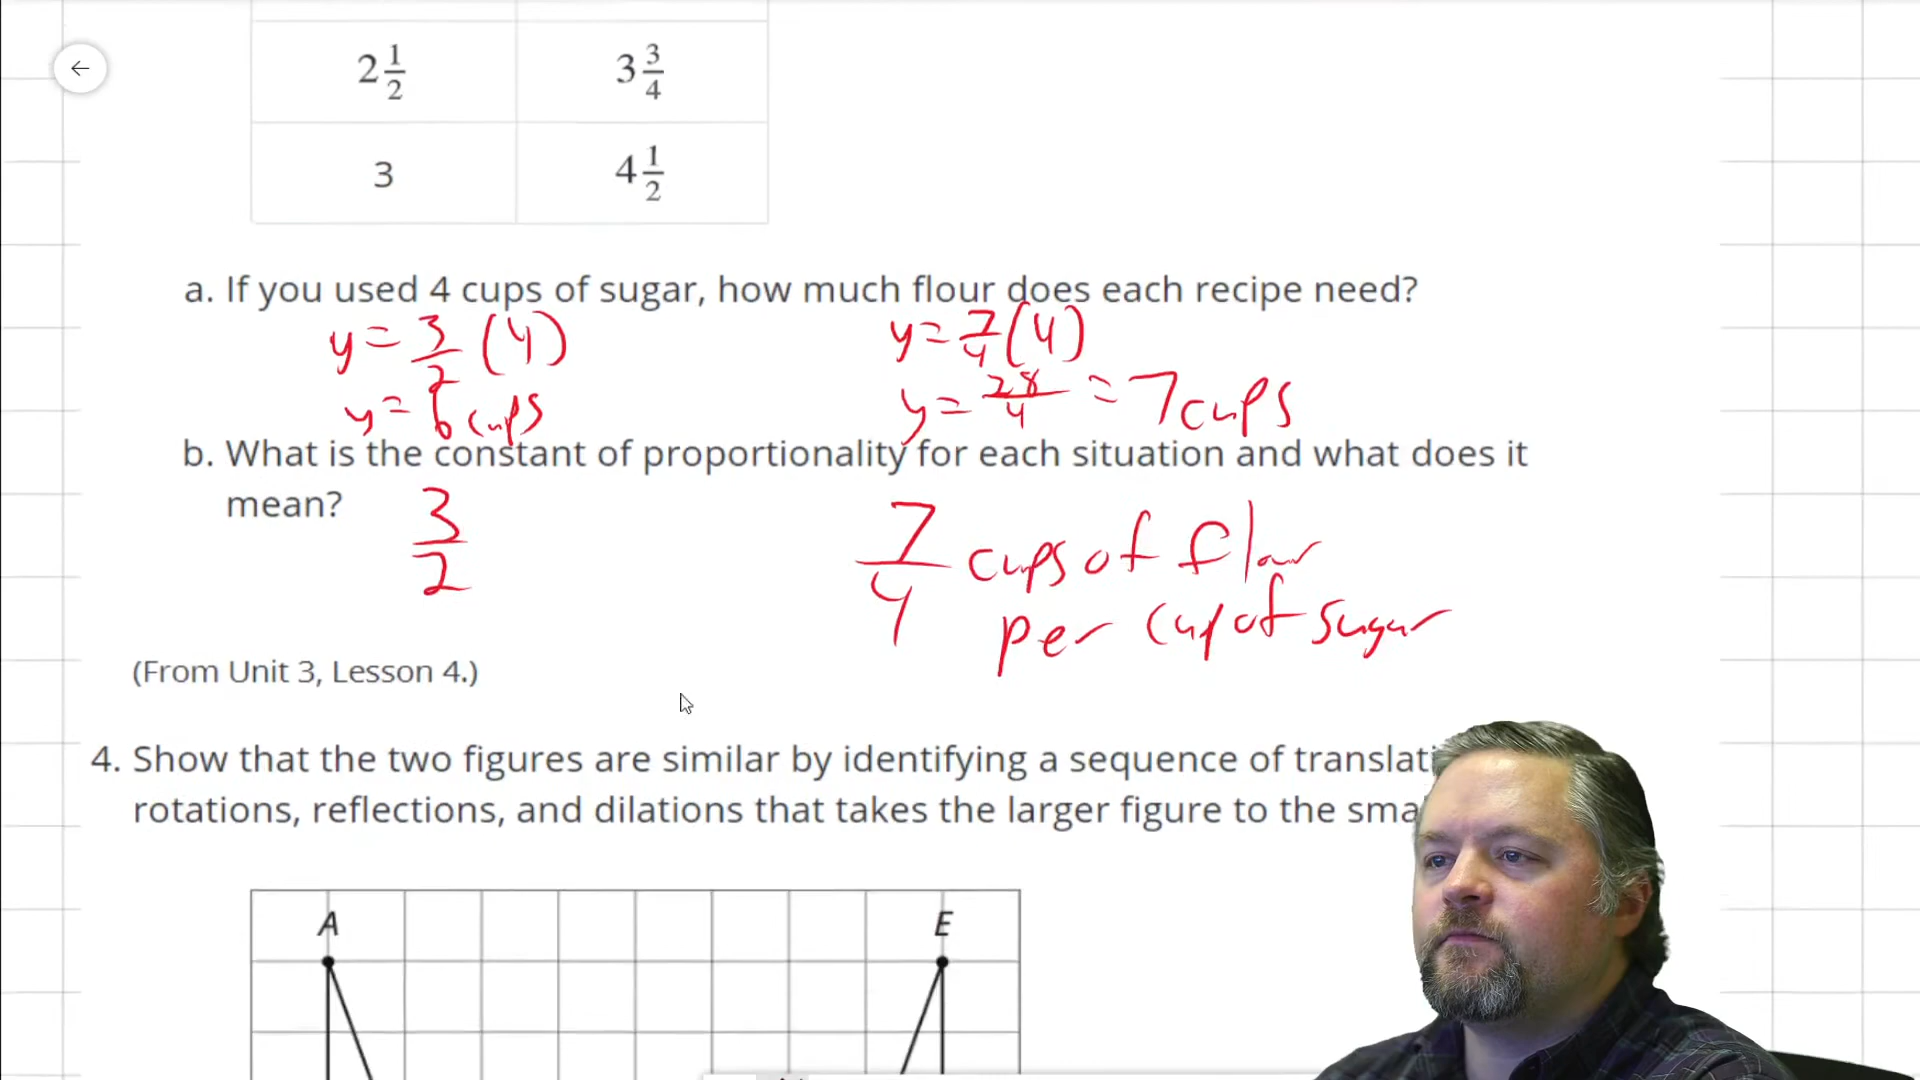 2 1/2 3 3/4
3 4 1/2
a. If you used 4 cups of sugar, how much flour does each recipe need?
y = 3/2 (4) y = 7/4 (4)
y = 6 cups y = 28/4 = 7 cups
b. What is the constant of proportionality for each situation and what does it
mean?
3/2 7/4 cups of flour
per cup of sugar
(From Unit 3, Lesson 4.)
4. Show that the two figures are similar by identifying a sequence of translati
rotations, reflections, and dilations that takes the larger figure to the sma
A E